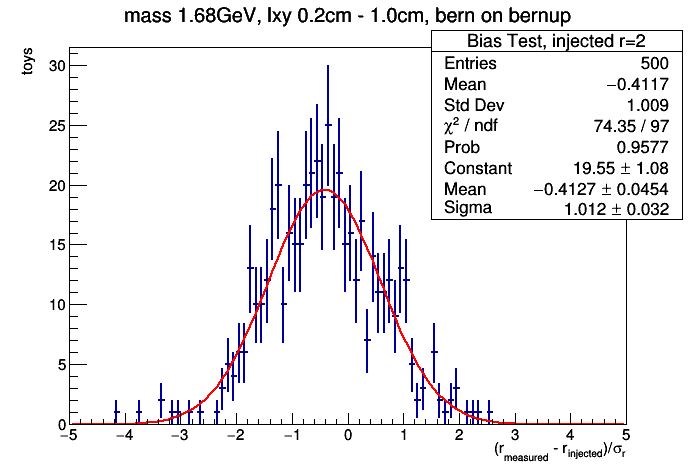 mass 1.68GeV, lxy 0.2cm - 1.0cm, bern on bernup
Bias Test, injected r=2
Entries 500
Mean −0.4117
Std Dev 1.009
χ² / ndf 74.35 / 97
Prob 0.9577
Constant 19.55 ± 1.08
Mean −0.4127 ± 0.0454
Sigma 1.012 ± 0.032
toys
30
25
20
15
10
5
0
−5 −4 −3 −2 −1 0 1 2 3 4 5
(r_measured - r_injected)/σ_r